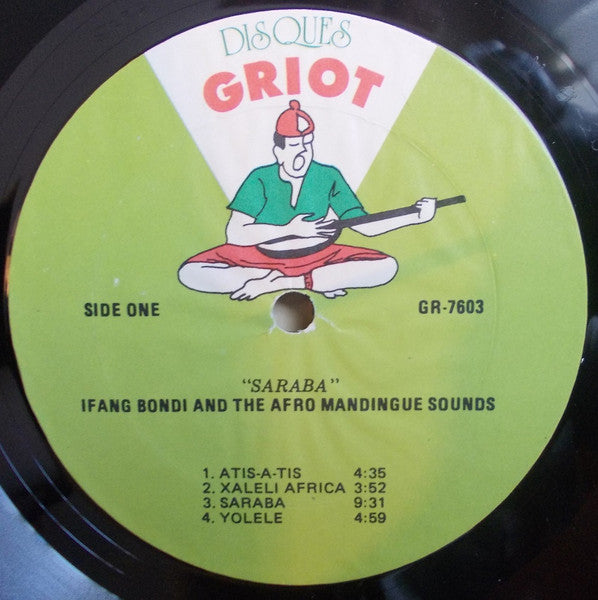 DISQUES
GRIOT
SIDE ONE GR-7603
"SARABA"
IFANG BONDI AND THE AFRO MANDINGUE SOUNDS
1. ATIS-A-TIS 4:35
2. XALELI AFRICA 3:52
3. SARABA 9:31
4. YOLELE 4:59